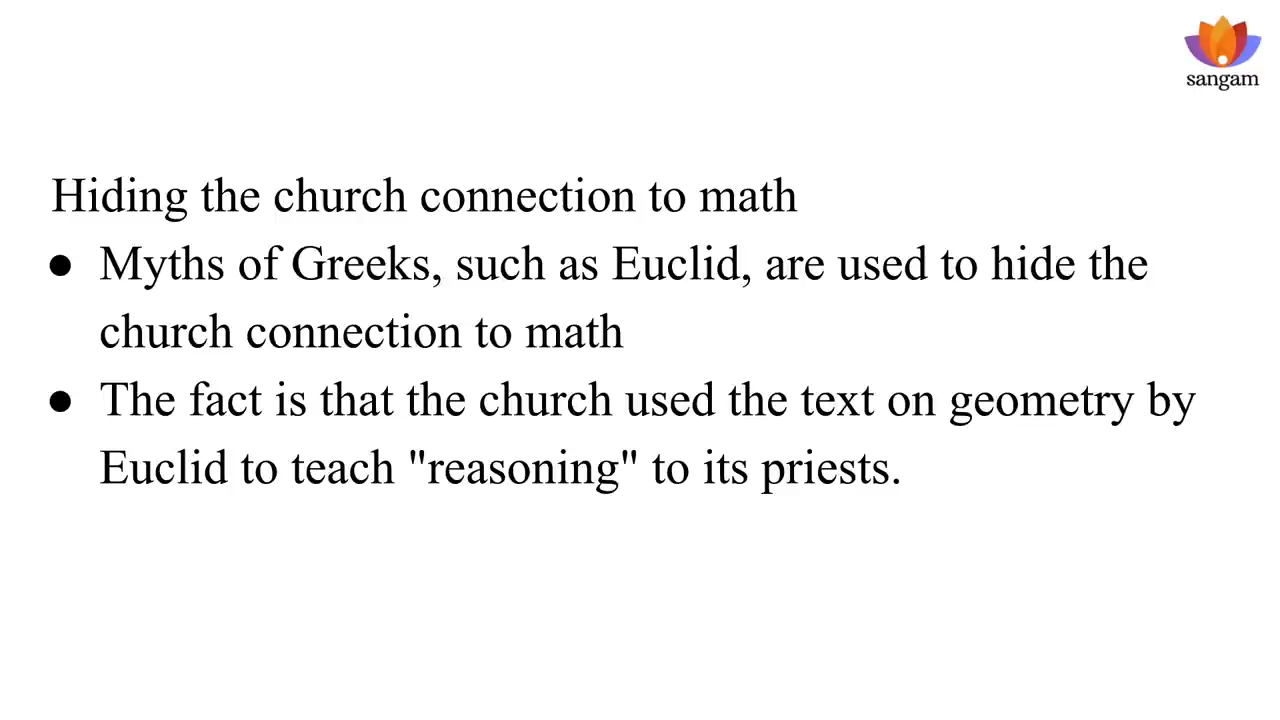 sangam
Hiding the church connection to math
● Myths of Greeks, such as Euclid, are used to hide the
church connection to math
● The fact is that the church used the text on geometry by
Euclid to teach "reasoning" to its priests.